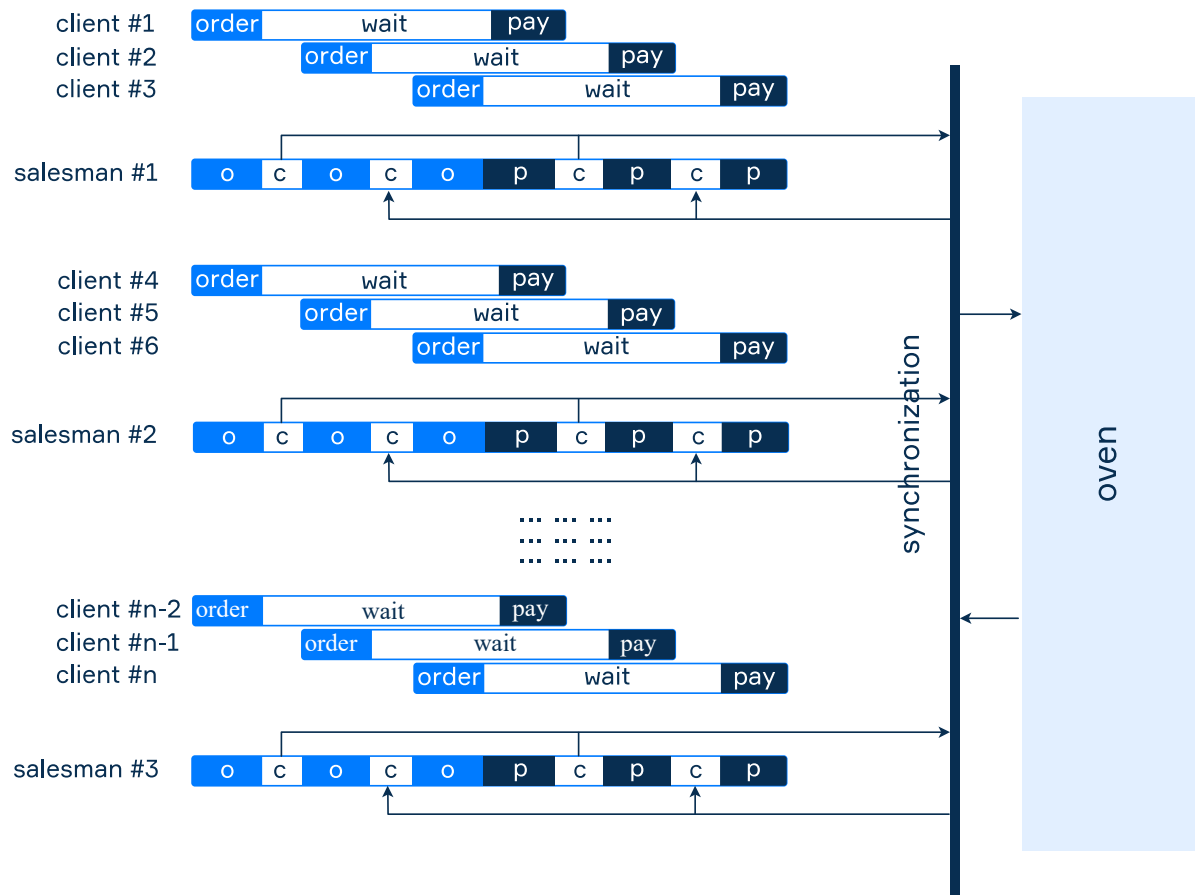 client #1 order wait pay
client #2 order wait pay
client #3 order wait pay
salesman #1 o c o c o p c p c p
client #4 order wait pay
client #5 order wait pay
client #6 order wait pay
salesman #2 o c o c o p c p c p
synchronization
oven
... ... ...
... ... ...
... ... ...
client #n-2 order wait pay
client #n-1 order wait pay
client #n order wait pay
salesman #3 o c o c o p c p c p